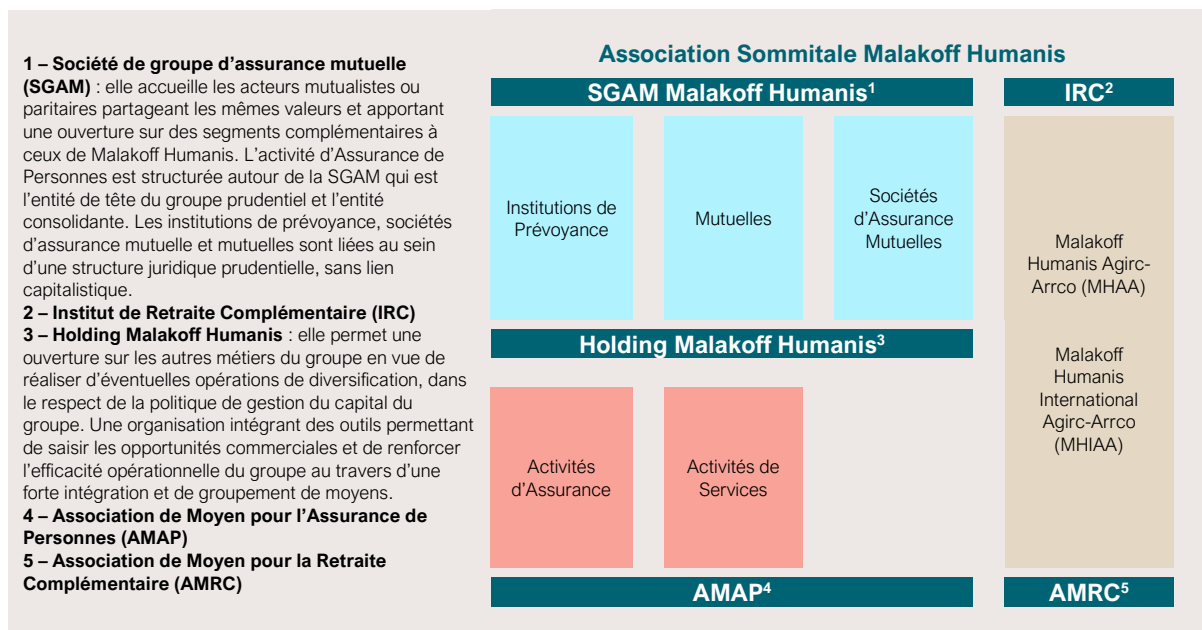 1 – Société de groupe d'assurance mutuelle
(SGAM) : elle accueille les acteurs mutualistes ou
paritaires partageant les mêmes valeurs et apportant
une ouverture sur des segments complémentaires à
ceux de Malakoff Humanis. L'activité d'Assurance de
Personnes est structurée autour de la SGAM qui est
l'entité de tête du groupe prudentiel et l'entité
consolidante. Les institutions de prévoyance, sociétés
d'assurance mutuelle et mutuelles sont liées au sein
d'une structure juridique prudentielle, sans lien
capitalistique.
2 – Institut de Retraite Complémentaire (IRC)
3 – Holding Malakoff Humanis : elle permet une
ouverture sur les autres métiers du groupe en vue de
réaliser d'éventuelles opérations de diversification, dans
le respect de la politique de gestion du capital du
groupe. Une organisation intégrant des outils permettant
de saisir les opportunités commerciales et de renforcer
l'efficacité opérationnelle du groupe au travers d'une
forte intégration et de groupement de moyens.
4 – Association de Moyen pour l'Assurance de
Personnes (AMAP)
5 – Association de Moyen pour la Retraite
Complémentaire (AMRC)
Association Sommitale Malakoff Humanis
SGAM Malakoff Humanis¹
Institutions de
Prévoyance
Mutuelles
Sociétés
d'Assurance
Mutuelles
Holding Malakoff Humanis³
Activités
d'Assurance
Activités de
Services
AMAP⁴
IRC²
Malakoff
Humanis Agirc-
Arrco (MHAA)
Malakoff
Humanis
International
Agirc-Arrco
(MHIAA)
AMRC⁵